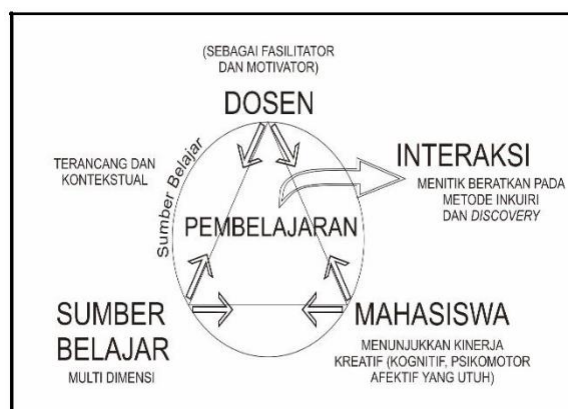 (SEBAGAI FASILITATOR
DAN MOTIVATOR)
DOSEN
TERANCANG DAN
KONTEKSTUAL
Sumber Belajar
INTERAKSI
MENITIK BERATKAN PADA
METODE INKUIRI
DAN DISCOVERY
PEMBELAJARAN
SUMBER
BELAJAR
MULTI DIMENSI
MAHASISWA
MENUNJUKKAN KINERJA
KREATIF (KOGNITIF, PSIKOMOTOR
AFEKTIF YANG UTUH)